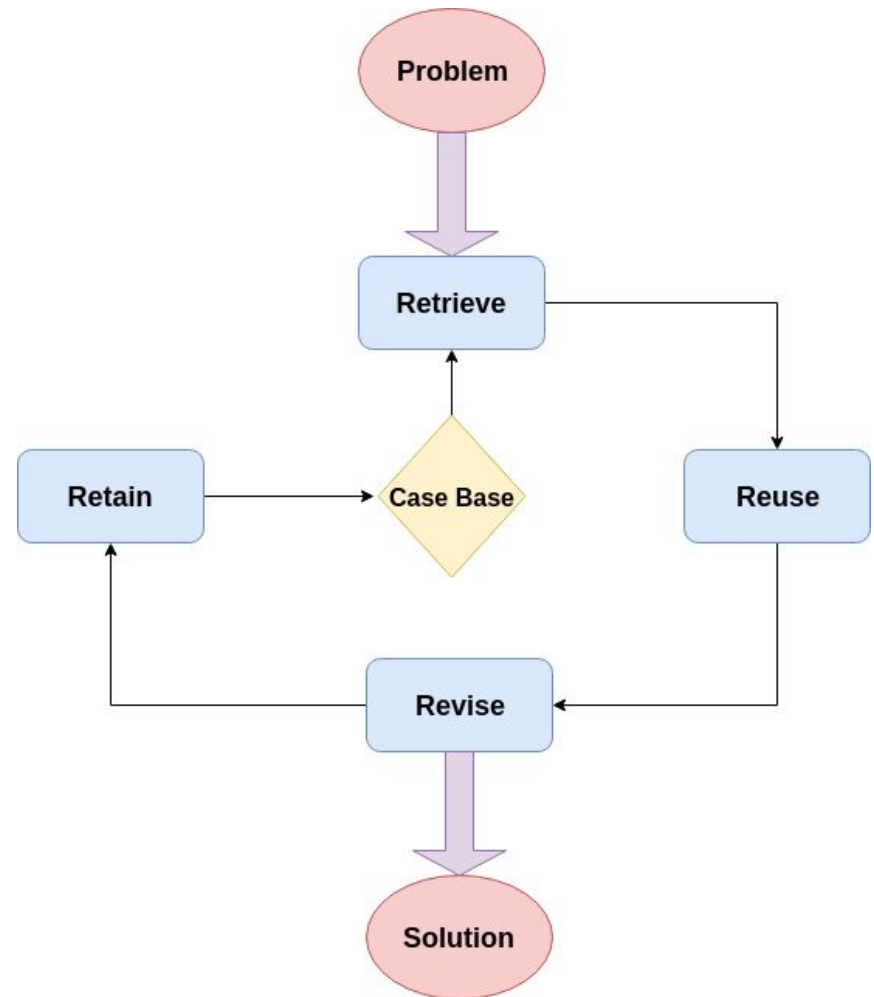 Problem
Retrieve
Retain
Case Base
Reuse
Revise
Solution